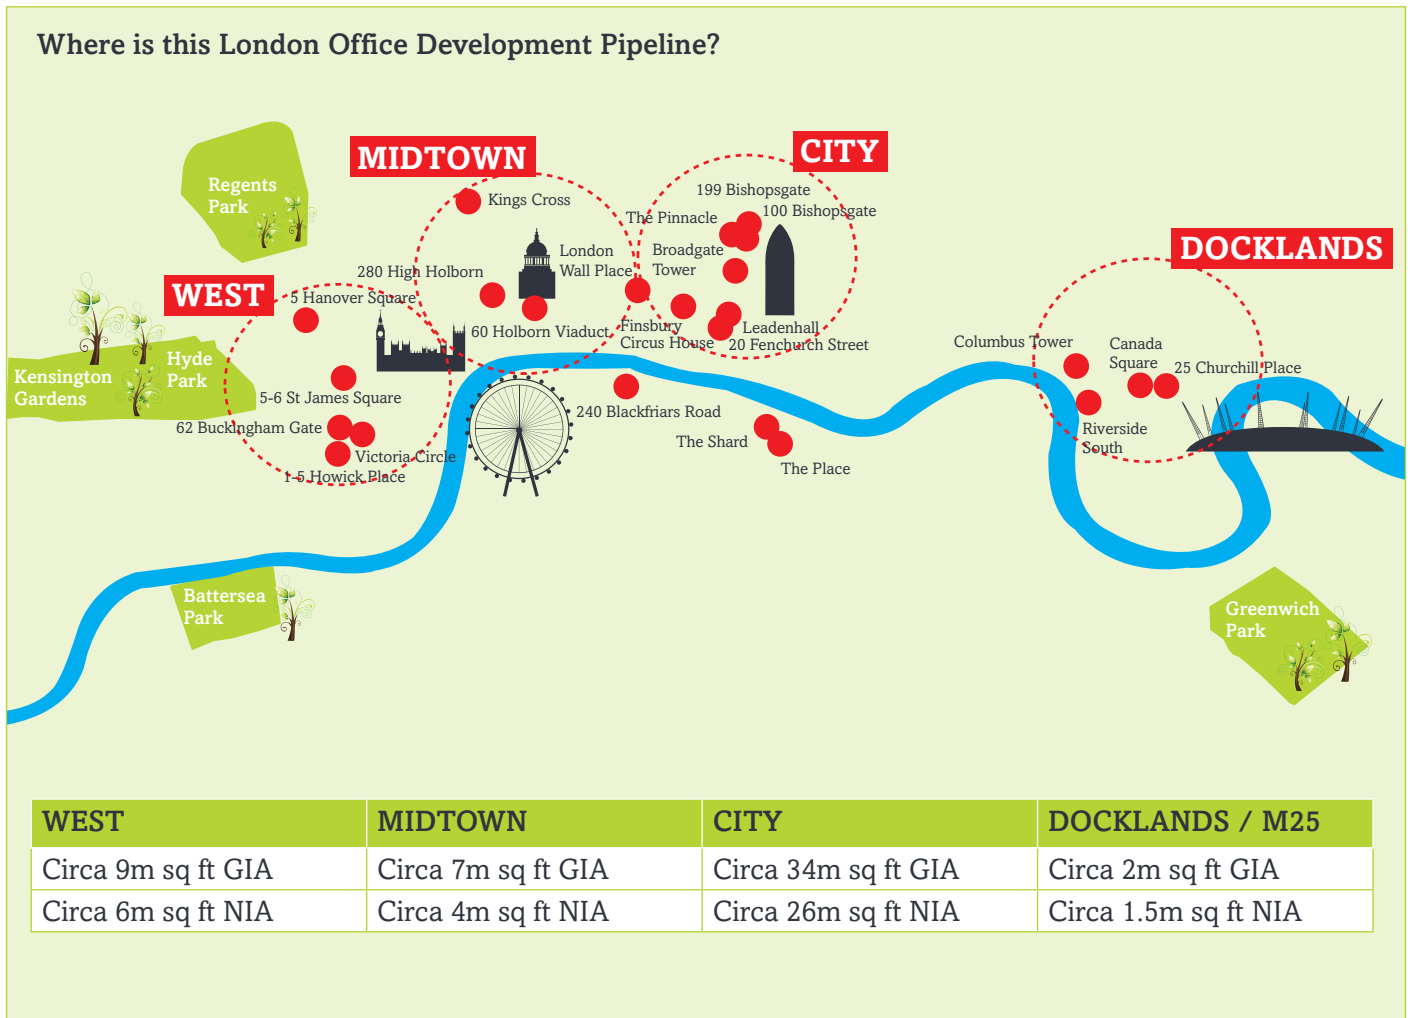 Where is this London Office Development Pipeline?
MIDTOWN
CITY
Regents
Park
Kings Cross
199 Bishopsgate
100 Bishopsgate
The Pinnacle
Broadgate
Tower
London
Wall Place
280 High Holborn
DOCKLANDS
WEST
5 Hanover Square
60 Holborn Viaduct
Finsbury
Circus House
Leadenhall
20 Fenchurch Street
Columbus Tower
Canada
Square
25 Churchill Place
Hyde
Park
Kensington
Gardens
5-6 St James Square
240 Blackfriars Road
62 Buckingham Gate
Victoria Circle
1-5 Howick Place
The Shard
The Place
Riverside
South
Battersea
Park
Greenwich
Park
WEST MIDTOWN CITY DOCKLANDS / M25
Circa 9m sq ft GIA Circa 7m sq ft GIA Circa 34m sq ft GIA Circa 2m sq ft GIA
Circa 6m sq ft NIA Circa 4m sq ft NIA Circa 26m sq ft NIA Circa 1.5m sq ft NIA